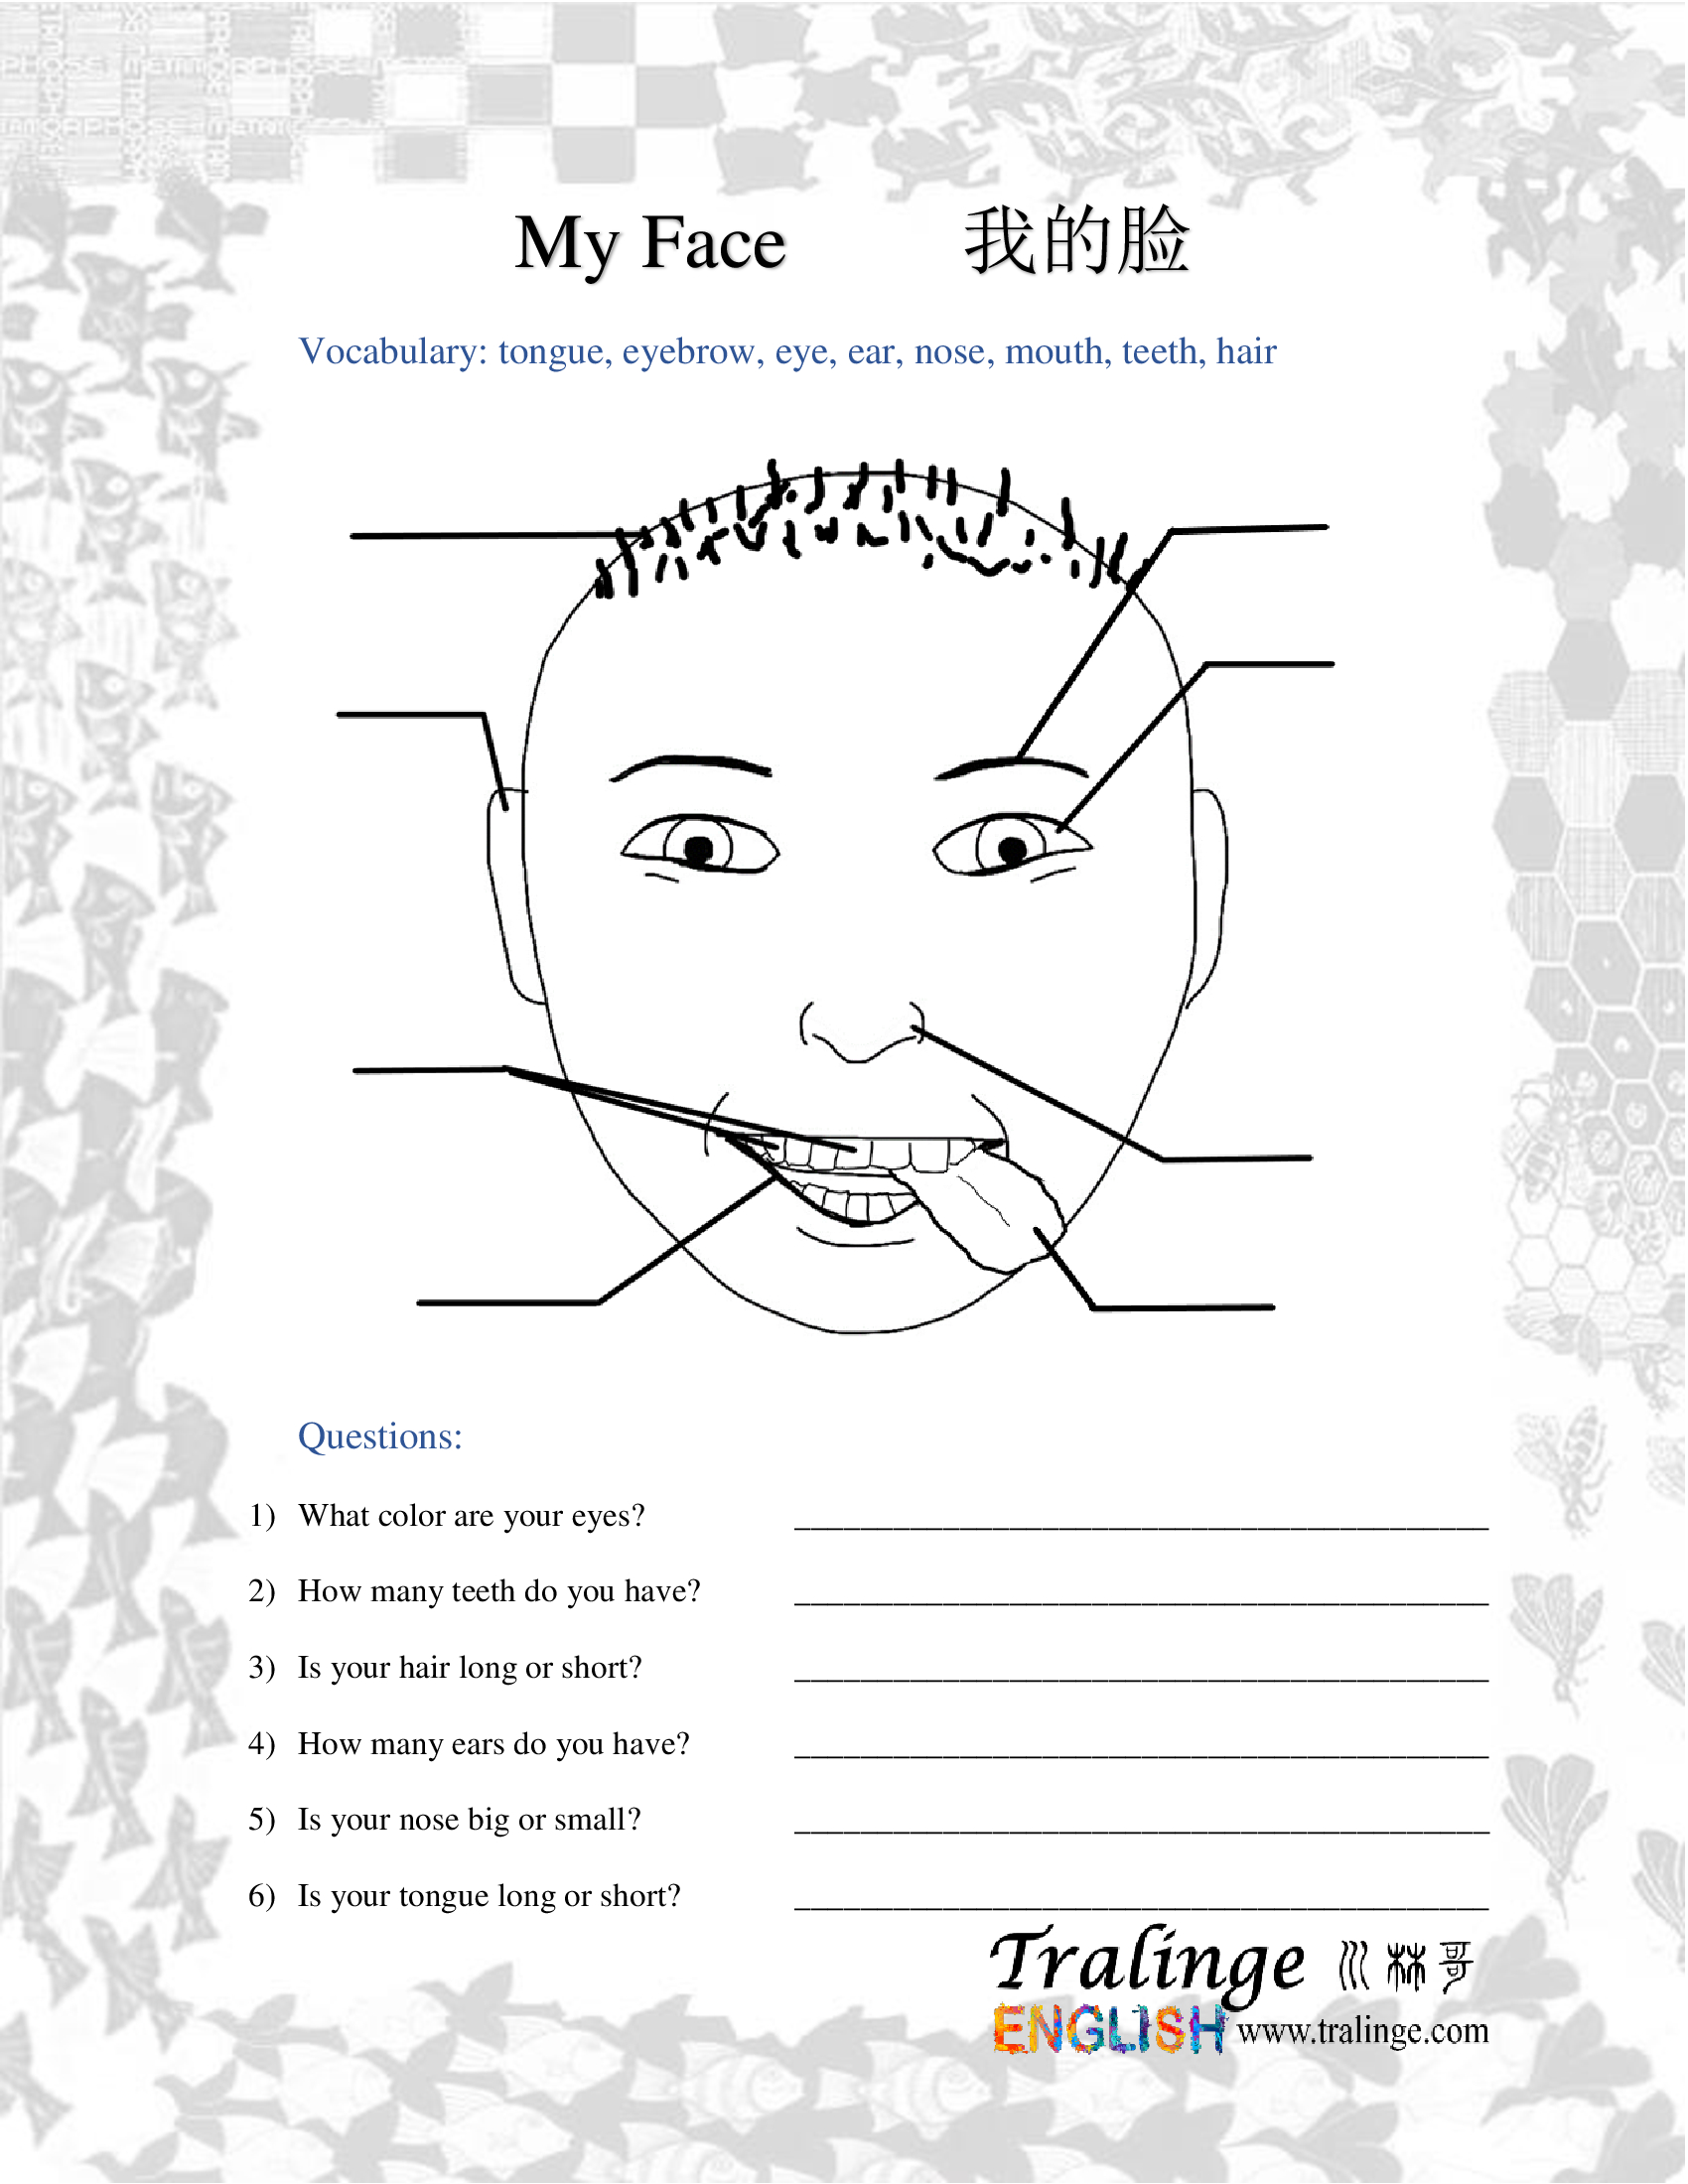 My Face 我的脸
Vocabulary: tongue, eyebrow, eye, ear, nose, mouth, teeth, hair
Questions:
1) What color are your eyes? ______________________________
2) How many teeth do you have? ______________________________
3) Is your hair long or short? ______________________________
4) How many ears do you have? ______________________________
5) Is your nose big or small? ______________________________
6) Is your tongue long or short? ______________________________
Tralinge 川林哥
ENGLISH www.tralinge.com